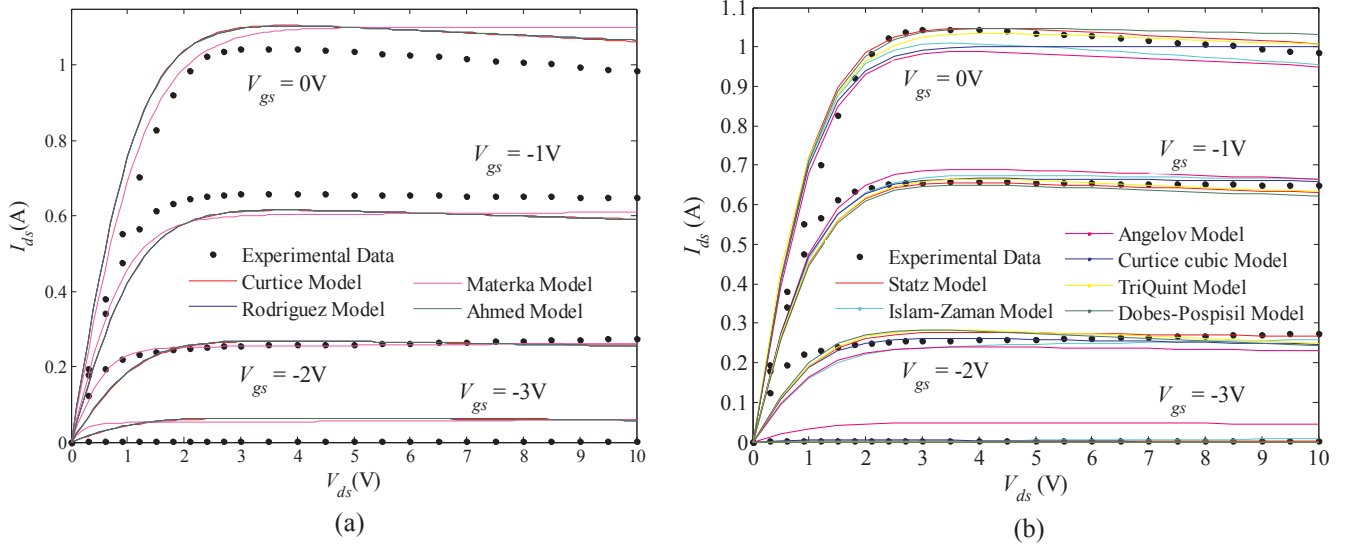 (a)
1
0.8
0.6
0.4
0.2
0
0 1 2 3 4 5 6 7 8 9 10
I_ds(A)
V_ds(V)
V_gs = 0V
V_gs = -1V
Experimental Data
Curtice Model
Rodriguez Model
Materka Model
Ahmed Model
V_gs = -2V
V_gs = -3V
(a)
(b)
1.1
1
0.9
0.8
0.7
0.6
0.5
0.4
0.3
0.2
0.1
0
0 1 2 3 4 5 6 7 8 9 10
I_ds (A)
V_ds (V)
V_gs = 0V
V_gs = -1V
Experimental Data
Statz Model
Islam-Zaman Model
Angelov Model
Curtice cubic Model
TriQuint Model
Dobes-Pospisil Model
V_gs = -2V
V_gs = -3V
(b)